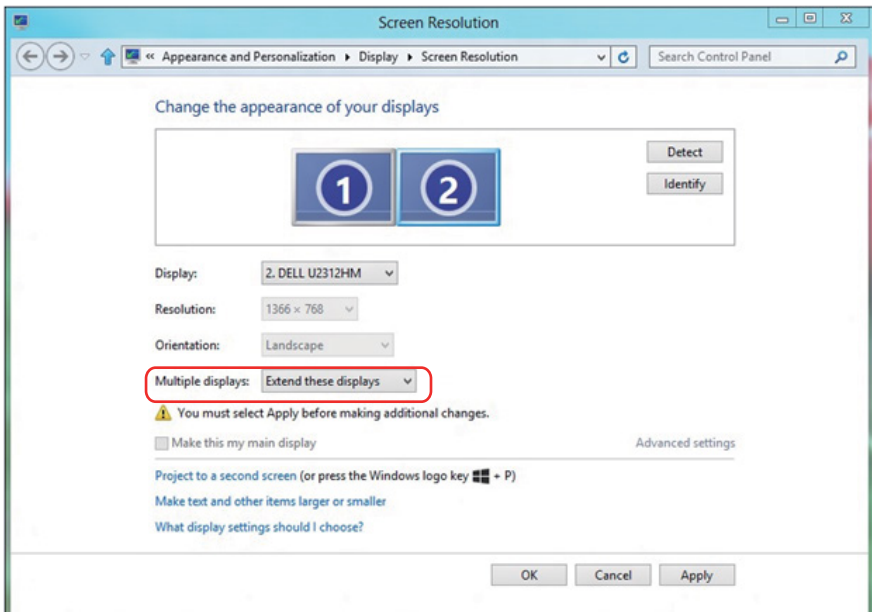 Screen Resolution
« Appearance and Personalization ▸ Display ▸ Screen Resolution
Search Control Panel
Change the appearance of your displays
1 2
Detect
Identify
Display: 2. DELL U2312HM
Resolution: 1366 × 768
Orientation: Landscape
Multiple displays: Extend these displays
You must select Apply before making additional changes.
Make this my main display Advanced settings
Project to a second screen (or press the Windows logo key + P)
Make text and other items larger or smaller
What display settings should I choose?
OK Cancel Apply